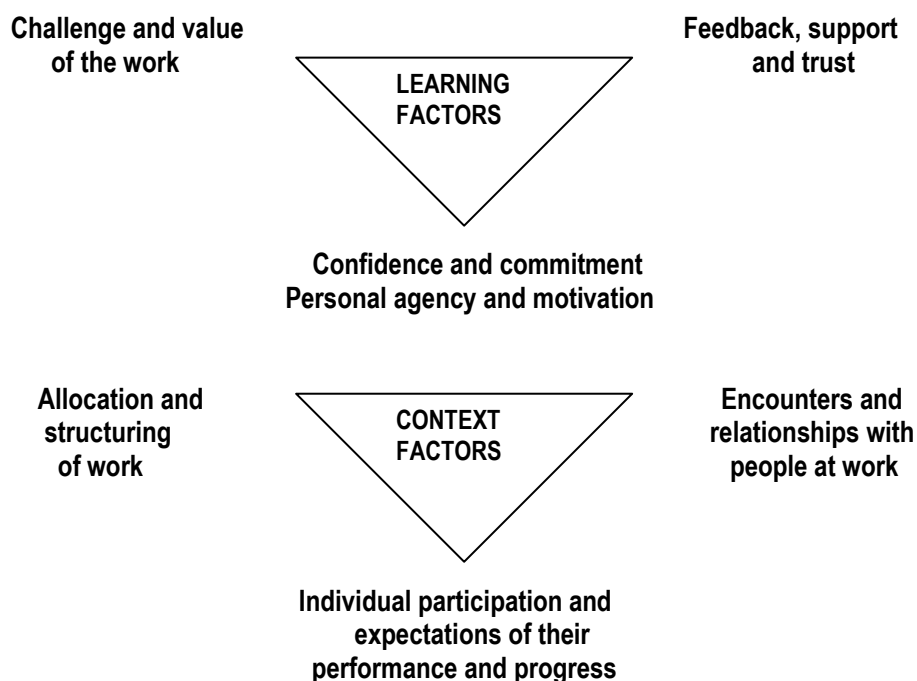 Challenge and value
of the work
Feedback, support
and trust
LEARNING
FACTORS
Confidence and commitment
Personal agency and motivation
Allocation and
structuring
of work
Encounters and
relationships with
people at work
CONTEXT
FACTORS
Individual participation and
expectations of their
performance and progress